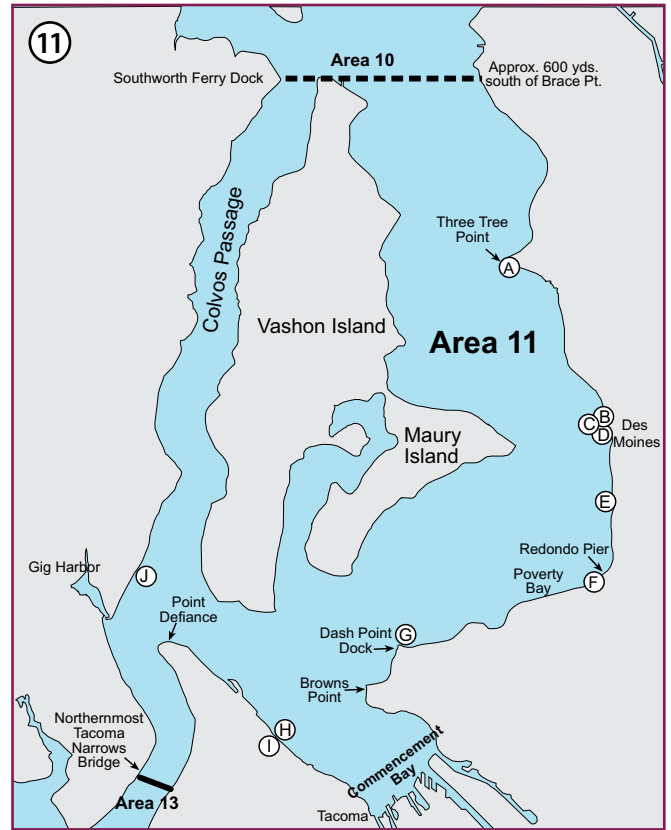 11
Area 10
Southworth Ferry Dock
Approx. 600 yds.
south of Brace Pt.
Colvos Passage
Three Tree
Point
A
Vashon Island
Area 11
B
C
D
Des
Moines
Maury
Island
E
Redondo Pier
Gig Harbor
J
Poverty
Bay
F
Point
Defiance
Dash Point
Dock
G
Browns
Point
Northernmost
Tacoma
Narrows
Bridge
H
I
Commencement
Bay
Area 13
Tacoma